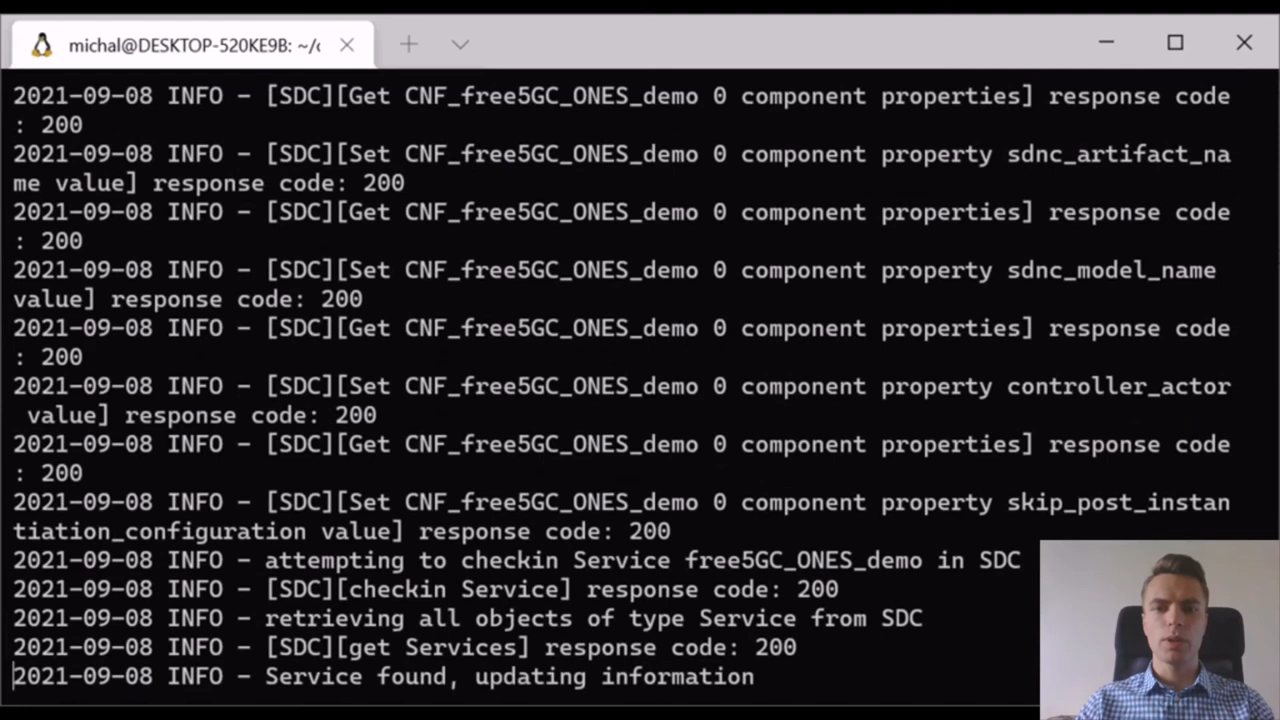 michal@DESKTOP-520KE9B: ~/c
2021-09-08 INFO - [SDC][Get CNF_free5GC_ONES_demo 0 component properties] response code
: 200
2021-09-08 INFO - [SDC][Set CNF_free5GC_ONES_demo 0 component property sdnc_artifact_na
me value] response code: 200
2021-09-08 INFO - [SDC][Get CNF_free5GC_ONES_demo 0 component properties] response code
: 200
2021-09-08 INFO - [SDC][Set CNF_free5GC_ONES_demo 0 component property sdnc_model_name
value] response code: 200
2021-09-08 INFO - [SDC][Get CNF_free5GC_ONES_demo 0 component properties] response code
: 200
2021-09-08 INFO - [SDC][Set CNF_free5GC_ONES_demo 0 component property controller_actor
value] response code: 200
2021-09-08 INFO - [SDC][Get CNF_free5GC_ONES_demo 0 component properties] response code
: 200
2021-09-08 INFO - [SDC][Set CNF_free5GC_ONES_demo 0 component property skip_post_instan
tiation_configuration value] response code: 200
2021-09-08 INFO - attempting to checkin Service free5GC_ONES_demo in SDC
2021-09-08 INFO - [SDC][checkin Service] response code: 200
2021-09-08 INFO - retrieving all objects of type Service from SDC
2021-09-08 INFO - [SDC][get Services] response code: 200
2021-09-08 INFO - Service found, updating information